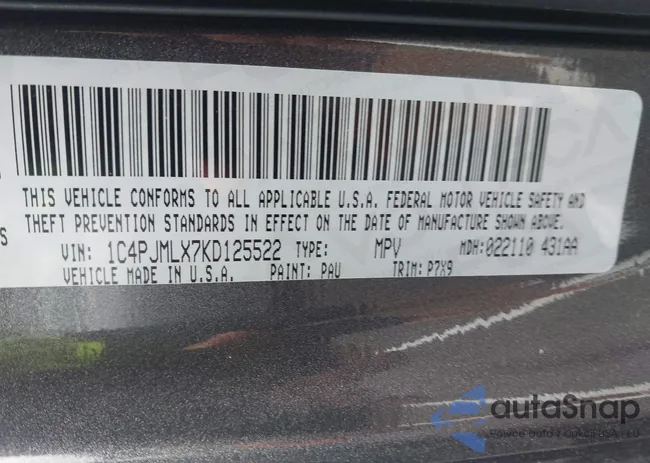 THIS VEHICLE CONFORMS TO ALL APPLICABLE U.S.A. FEDERAL MOTOR VEHICLE SAFETY AND
THEFT PREVENTION STANDARDS IN EFFECT ON THE DATE OF MANUFACTURE SHOWN ABOVE.
VIN: 1C4PJMLX7KD125522 TYPE: MPV MDH:022110 431AA
VEHICLE MADE IN U.S.A. PAINT: PAU TRIM: P7X9
autoSnap